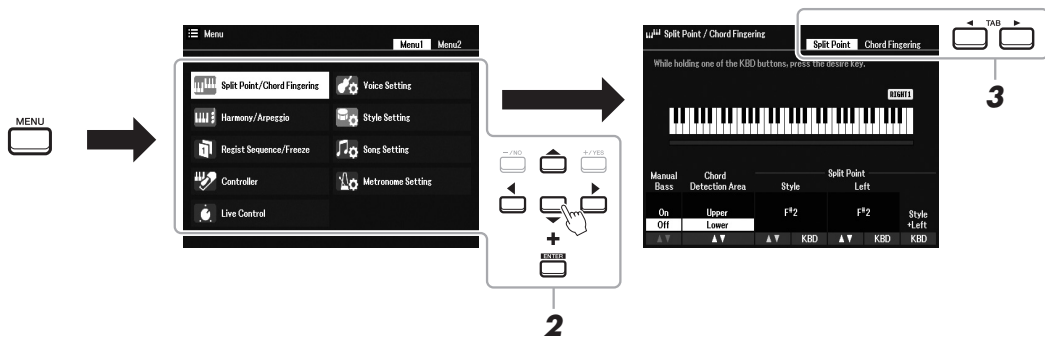 MENU
Menu
Menu1 Menu2
Split Point/Chord Fingering
Voice Setting
Harmony/Arpeggio
Style Setting
Regist Sequence/Freeze
Song Setting
Controller
Metronome Setting
Live Control
−/NO
+/YES
+
ENTER
2
Split Point / Chord Fingering
Split Point Chord Fingering
While holding one of the KBD buttons, press the desire key.
RIGHT1
Manual Bass
Chord Detection Area
Split Point
Style
Left
On
Off
Upper
Lower
F#2
F#2
Style +Left
KBD
KBD
KBD
TAB
3